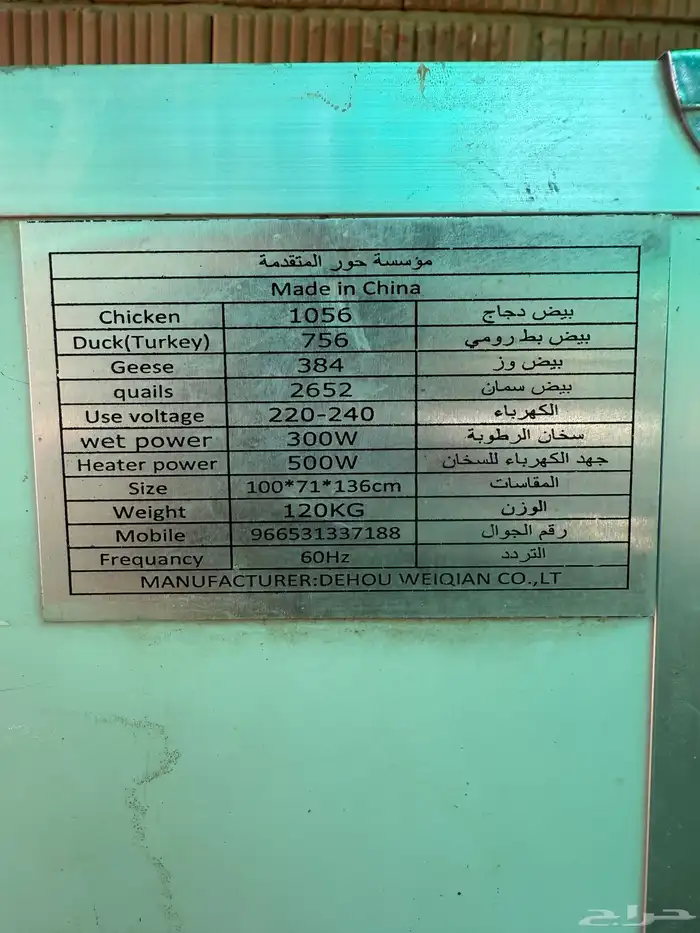 مؤسسة حور المتقدمة
Made in China
Chicken 1056 بيض دجاج
Duck(Turkey) 756 بيض بط رومي
Geese 384 بيض وز
quails 2652 بيض سمان
Use voltage 220-240 الكهرباء
wet power 300W سخان الرطوبة
Heater power 500W جهد الكهرباء للسخان
Size 100*71*136cm المقاسات
Weight 120KG الوزن
Mobile 966531337188 رقم الجوال
Frequancy 60Hz التردد
MANUFACTURER:DEHOU WEIQIAN CO.,LT
حراج